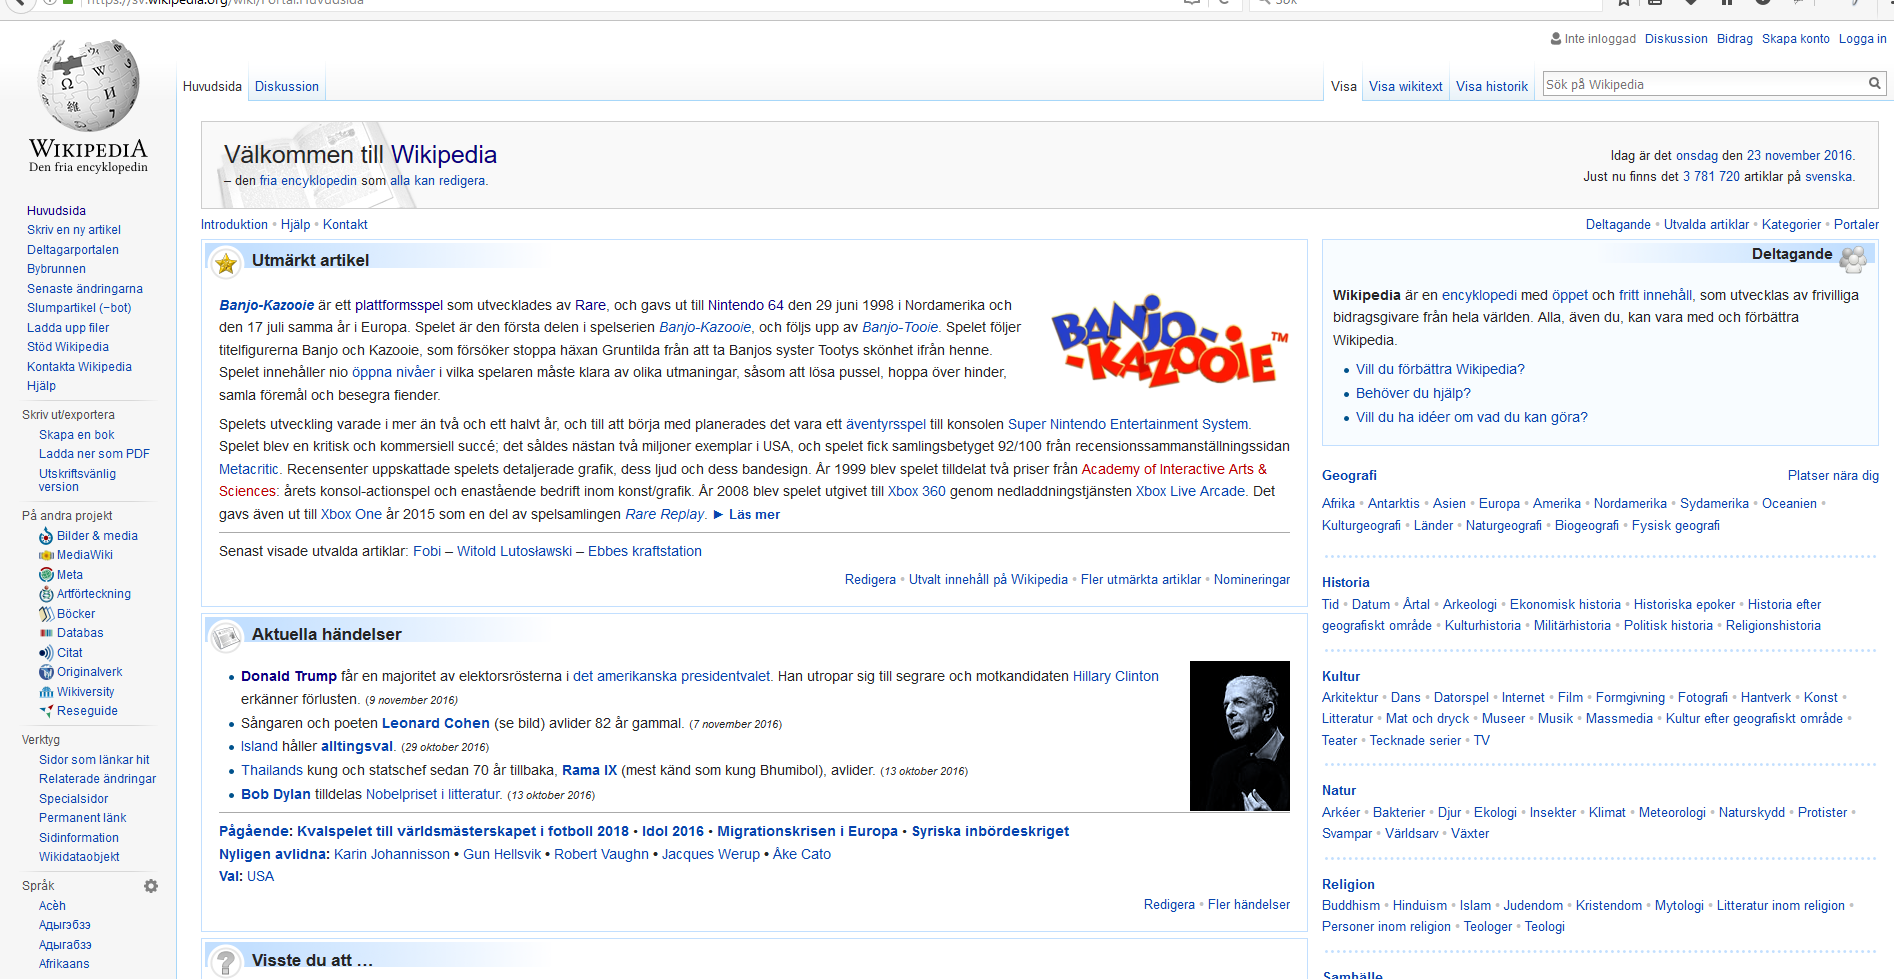 Inte inloggad Diskussion Bidrag Skapa konto Logga in
Huvudsida Diskussion
Visa Visa wikitext Visa historik Sök på Wikipedia
WIKIPEDIA
Den fria encyklopedin
Huvudsida
Skriv en ny artikel
Deltagarportalen
Bybrunnen
Senaste ändringarna
Slumpartikel (−bot)
Ladda upp filer
Stöd Wikipedia
Kontakta Wikipedia
Hjälp
Skriv ut/exportera
Skapa en bok
Ladda ner som PDF
Utskriftsvänlig
version
På andra projekt
Bilder & media
MediaWiki
Meta
Artförteckning
Böcker
Databas
Citat
Originalverk
Wikiversity
Reseguide
Verktyg
Sidor som länkar hit
Relaterade ändringar
Specialsidor
Permanent länk
Sidinformation
Wikidataobjekt
Språk
Acèh
Адыгэбзэ
Адыгабзэ
Afrikaans
Välkommen till Wikipedia
– den fria encyklopedin som alla kan redigera.
Idag är det onsdag den 23 november 2016.
Just nu finns det 3 781 720 artiklar på svenska.
Introduktion • Hjälp • Kontakt
Deltagande • Utvalda artiklar • Kategorier • Portaler
Utmärkt artikel
Banjo-Kazooie är ett plattformsspel som utvecklades av Rare, och gavs ut till Nintendo 64 den 29 juni 1998 i Nordamerika och
den 17 juli samma år i Europa. Spelet är den första delen i spelserien Banjo-Kazooie, och följs upp av Banjo-Tooie. Spelet följer
titelfigurerna Banjo och Kazooie, som försöker stoppa häxan Gruntilda från att ta Banjos syster Tootys skönhet ifrån henne.
Spelet innehåller nio öppna nivåer i vilka spelaren måste klara av olika utmaningar, såsom att lösa pussel, hoppa över hinder,
samla föremål och besegra fiender.
BANJO-
-KAZOOIE™
Spelets utveckling varade i mer än två och ett halvt år, och till att börja med planerades det vara ett äventyrsspel till konsolen Super Nintendo Entertainment System.
Spelet blev en kritisk och kommersiell succé; det såldes nästan två miljoner exemplar i USA, och spelet fick samlingsbetyget 92/100 från recensionssammanställningssidan
Metacritic. Recensenter uppskattade spelets detaljerade grafik, dess ljud och dess bandesign. År 1999 blev spelet tilldelat två priser från Academy of Interactive Arts &
Sciences: årets konsol-actionspel och enastående bedrift inom konst/grafik. År 2008 blev spelet utgivet till Xbox 360 genom nedladdningstjänsten Xbox Live Arcade. Det
gavs även ut till Xbox One år 2015 som en del av spelsamlingen Rare Replay. ► Läs mer
Senast visade utvalda artiklar: Fobi – Witold Lutosławski – Ebbes kraftstation
Redigera • Utvalt innehåll på Wikipedia • Fler utmärkta artiklar • Nomineringar
Aktuella händelser
• Donald Trump får en majoritet av elektorsrösterna i det amerikanska presidentvalet. Han utropar sig till segrare och motkandidaten Hillary Clinton
erkänner förlusten. (9 november 2016)
• Sångaren och poeten Leonard Cohen (se bild) avlider 82 år gammal. (7 november 2016)
• Island håller alltingsval. (29 oktober 2016)
• Thailands kung och statschef sedan 70 år tillbaka, Rama IX (mest känd som kung Bhumibol), avlider. (13 oktober 2016)
• Bob Dylan tilldelas Nobelpriset i litteratur. (13 oktober 2016)
Pågående: Kvalspelet till världsmästerskapet i fotboll 2018 • Idol 2016 • Migrationskrisen i Europa • Syriska inbördeskriget
Nyligen avlidna: Karin Johannisson • Gun Hellsvik • Robert Vaughn • Jacques Werup • Åke Cato
Val: USA
Redigera • Fler händelser
Visste du att …
Deltagande
Wikipedia är en encyklopedi med öppet och fritt innehåll, som utvecklas av frivilliga
bidragsgivare från hela världen. Alla, även du, kan vara med och förbättra
Wikipedia.
• Vill du förbättra Wikipedia?
• Behöver du hjälp?
• Vill du ha idéer om vad du kan göra?
Geografi Platser nära dig
Afrika • Antarktis • Asien • Europa • Amerika • Nordamerika • Sydamerika • Oceanien •
Kulturgeografi • Länder • Naturgeografi • Biogeografi • Fysisk geografi
Historia
Tid • Datum • Årtal • Arkeologi • Ekonomisk historia • Historiska epoker • Historia efter
geografiskt område • Kulturhistoria • Militärhistoria • Politisk historia • Religionshistoria
Kultur
Arkitektur • Dans • Datorspel • Internet • Film • Formgivning • Fotografi • Hantverk • Konst •
Litteratur • Mat och dryck • Museer • Musik • Massmedia • Kultur efter geografiskt område •
Teater • Tecknade serier • TV
Natur
Arkéer • Bakterier • Djur • Ekologi • Insekter • Klimat • Meteorologi • Naturskydd • Protister •
Svampar • Världsarv • Växter
Religion
Buddhism • Hinduism • Islam • Judendom • Kristendom • Mytologi • Litteratur inom religion •
Personer inom religion • Teologer • Teologi
Samhälle